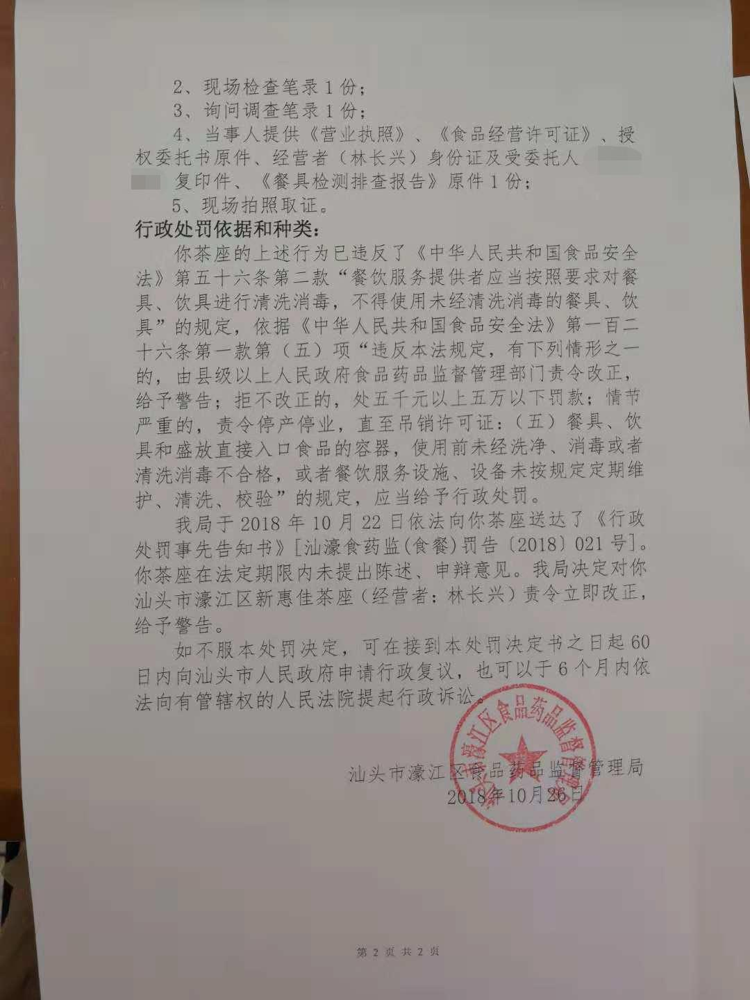 2、现场检查笔录1份；
3、询问调查笔录1份；
4、当事人提供《营业执照》、《食品经营许可证》、授
权委托书原件、经营者（林长兴）身份证及受委托人
复印件、《餐具检测排查报告》原件1份；
5、现场拍照取证。
行政处罚依据和种类：
你茶座的上述行为已违反了《中华人民共和国食品安全
法》第五十六条第二款“餐饮服务提供者应当按照要求对餐
具、饮具进行清洗消毒，不得使用未经清洗消毒的餐具、饮
具”的规定，依据《中华人民共和国食品安全法》第一百二
十六条第一款第（五）项“违反本法规定，有下列情形之一
的，由县级以上人民政府食品药品监督管理部门责令改正，
给予警告；拒不改正的，处五千元以上五万以下罚款；情节
严重的，责令停产停业，直至吊销许可证：（五）餐具、饮
具和盛放直接入口食品的容器，使用前未经洗净、消毒或者
清洗消毒不合格，或者餐饮服务设施、设备未按规定定期维
护、清洗、校验”的规定，应当给予行政处罚。
我局于2018年10月22日依法向你茶座送达了《行政
处罚事先告知书》[汕濠食药监(食餐)罚告〔2018〕021号]。
你茶座在法定期限内未提出陈述、申辩意见。我局决定对你
汕头市濠江区新惠佳茶座（经营者：林长兴）责令立即改正，
给予警告。
如不服本处罚决定，可在接到本处罚决定书之日起60
日内向汕头市人民政府申请行政复议，也可以于6个月内依
法向有管辖权的人民法院提起行政诉讼。
汕头市濠江区食品药品监督管理局
汕头市濠江区食品药品监督管理局
2018年10月26日
第 2 页 共 2 页